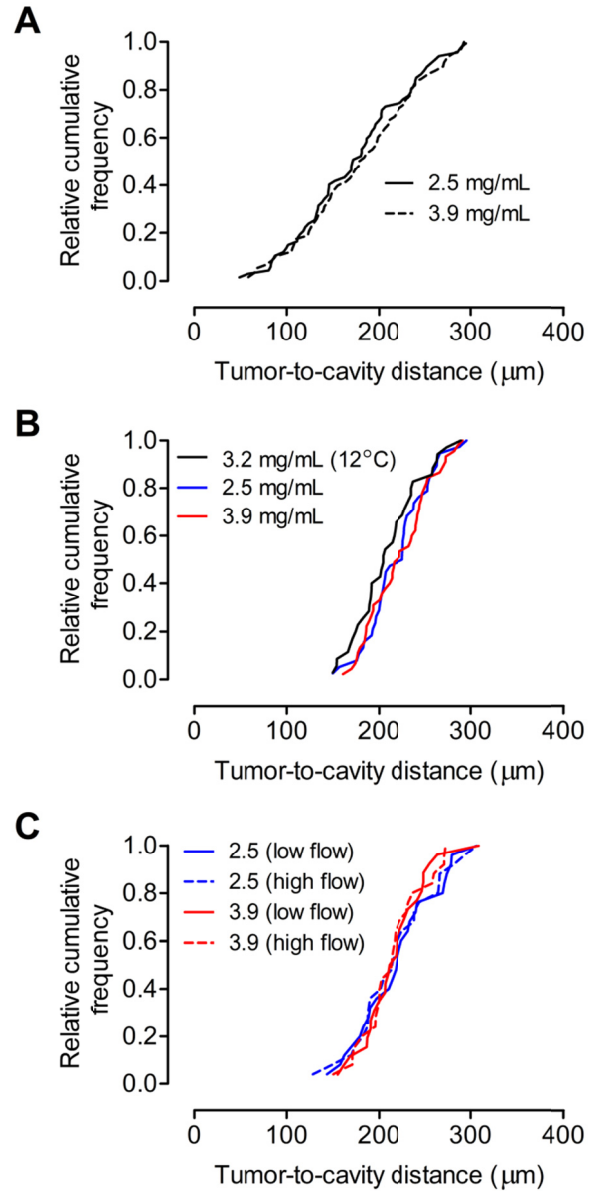 A
Relative cumulative
frequency
1.0
0.8
0.6
0.4
0.2
0.0
2.5 mg/mL
3.9 mg/mL
0 100 200 300 400
Tumor-to-cavity distance (μm)
B
Relative cumulative
frequency
1.0
0.8
0.6
0.4
0.2
0.0
3.2 mg/mL (12°C)
2.5 mg/mL
3.9 mg/mL
0 100 200 300 400
Tumor-to-cavity distance (μm)
C
Relative cumulative
frequency
1.0
0.8
0.6
0.4
0.2
0.0
2.5 (low flow)
2.5 (high flow)
3.9 (low flow)
3.9 (high flow)
0 100 200 300 400
Tumor-to-cavity distance (μm)